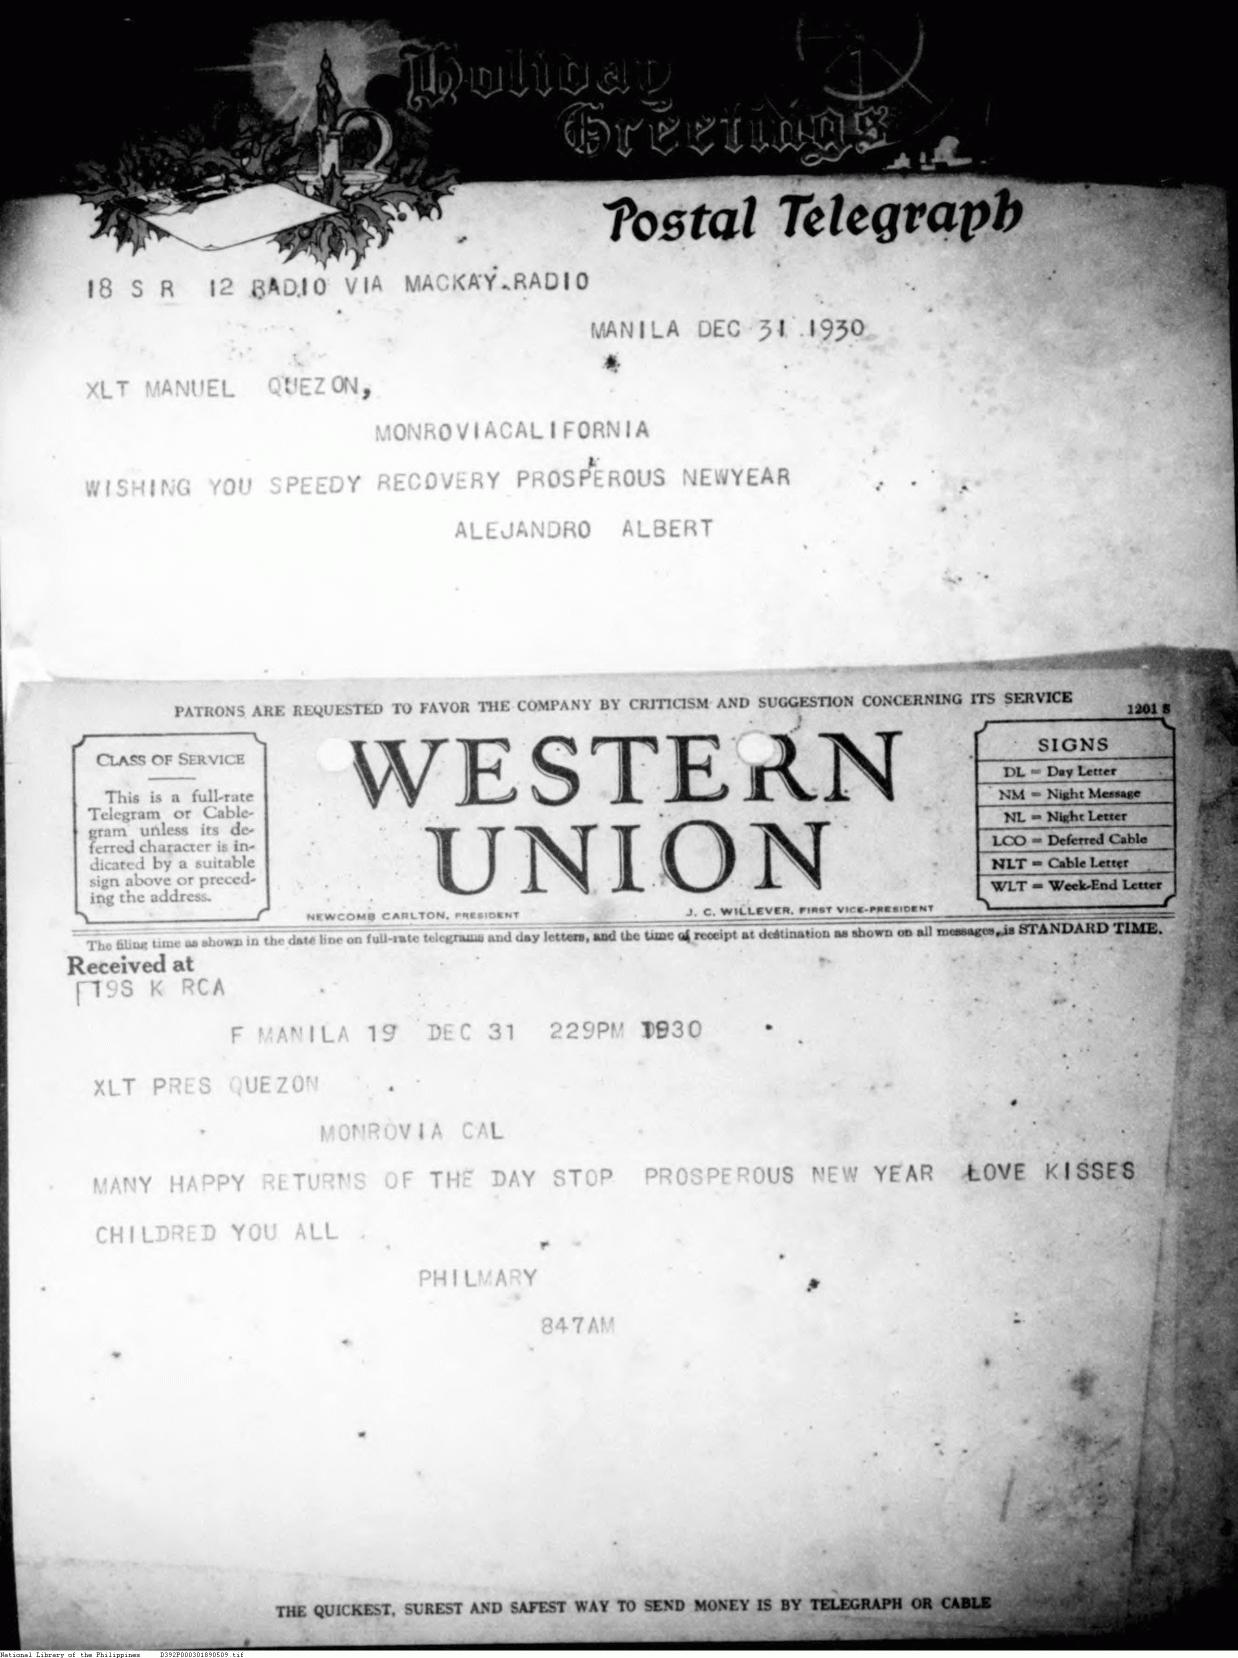 Holiday
Greetings
Postal Telegraph
18 S R 12 RADIO VIA MACKAY.RADIO
MANILA DEC 31 1930
XLT MANUEL QUEZON,
MONROVIACALIFORNIA
WISHING YOU SPEEDY RECOVERY PROSPEROUS NEWYEAR
ALEJANDRO ALBERT
PATRONS ARE REQUESTED TO FAVOR THE COMPANY BY CRITICISM AND SUGGESTION CONCERNING ITS SERVICE
1201 S
CLASS OF SERVICE
This is a full-rate
Telegram or Cable-
gram unless its de-
ferred character is in-
dicated by a suitable
sign above or preced-
ing the address.
WESTERN
UNION
NEWCOMB CARLTON, PRESIDENT
J. C. WILLEVER, FIRST VICE-PRESIDENT
SIGNS
DL = Day Letter
NM = Night Message
NL = Night Letter
LCO = Deferred Cable
NLT = Cable Letter
WLT = Week-End Letter
The filing time as shown in the date line on full-rate telegrams and day letters, and the time of receipt at destination as shown on all messages, is STANDARD TIME.
Received at
19S K RCA
F MANILA 19 DEC 31 229PM 1930
XLT PRES QUEZON
MONROVIA CAL
MANY HAPPY RETURNS OF THE DAY STOP PROSPEROUS NEW YEAR LOVE KISSES
CHILDRED YOU ALL
PHILMARY
847AM
THE QUICKEST, SUREST AND SAFEST WAY TO SEND MONEY IS BY TELEGRAPH OR CABLE
National Library of the Philippines D392P000301890509.tif